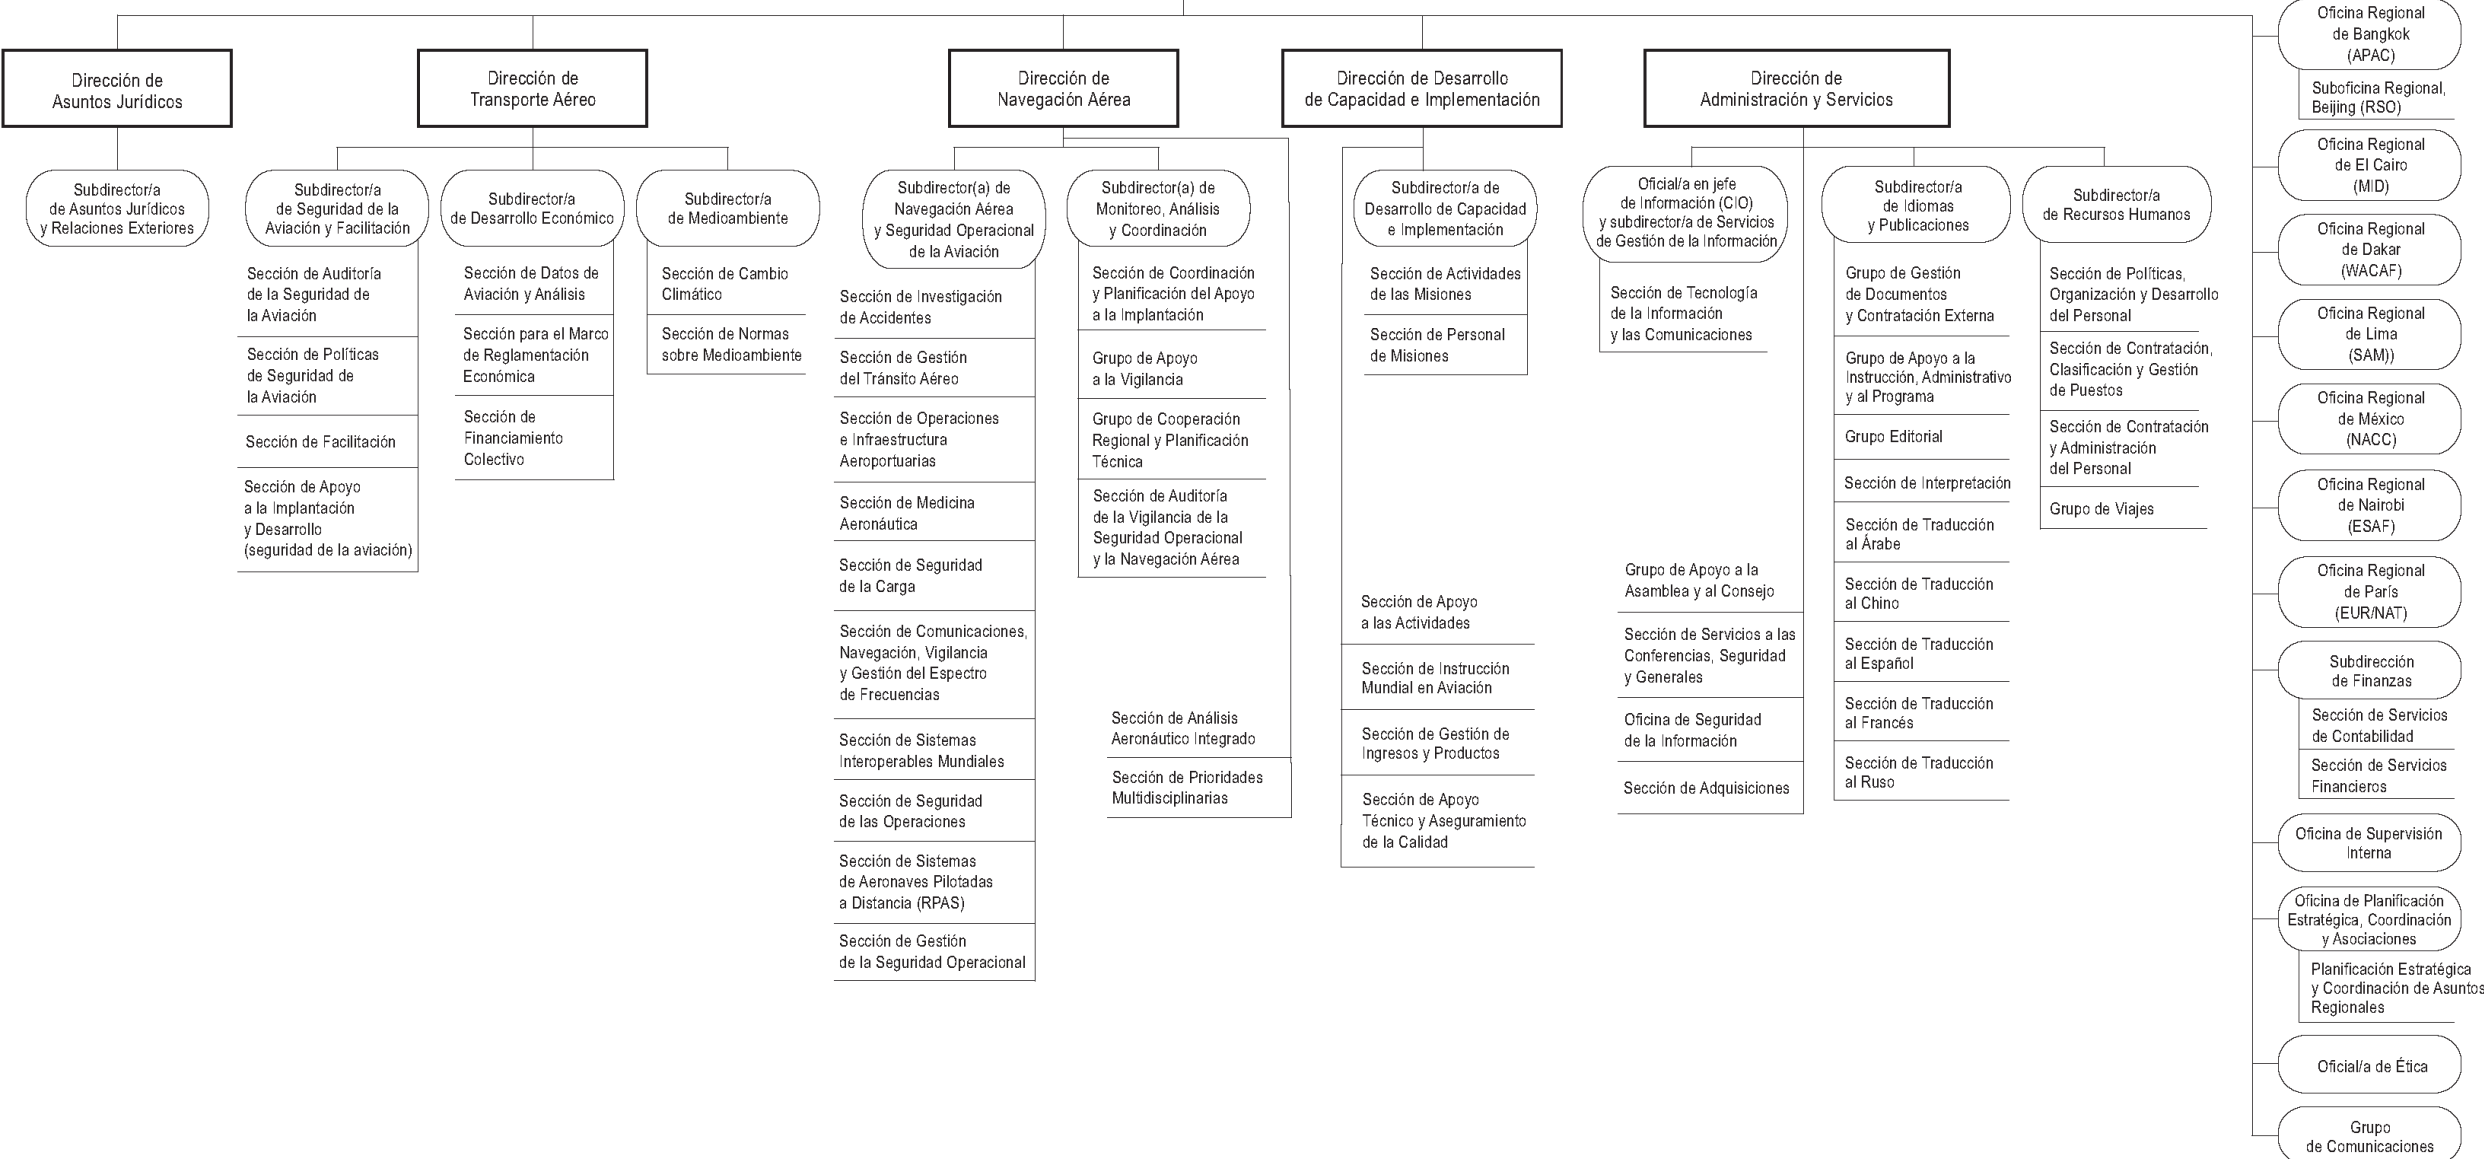 Dirección de
Asuntos Jurídicos
Subdirector/a
de Asuntos Jurídicos
y Relaciones Exteriores
Dirección de
Transporte Aéreo
Subdirector/a
de Seguridad de la
Aviación y Facilitación
Sección de Auditoría
de la Seguridad de
la Aviación
Sección de Políticas
de Seguridad de
la Aviación
Sección de Facilitación
Sección de Apoyo
a la Implantación
y Desarrollo
(seguridad de la aviación)
Subdirector/a
de Desarrollo Económico
Sección de Datos de
Aviación y Análisis
Sección para el Marco
de Reglamentación
Económica
Sección de
Financiamiento
Colectivo
Subdirector/a
de Medioambiente
Sección de Cambio
Climático
Sección de Normas
sobre Medioambiente
Dirección de
Navegación Aérea
Subdirector(a) de
Navegación Aérea
y Seguridad Operacional
de la Aviación
Sección de Investigación
de Accidentes
Sección de Gestión
del Tránsito Aéreo
Sección de Operaciones
e Infraestructura
Aeroportuarias
Sección de Medicina
Aeronáutica
Sección de Seguridad
de la Carga
Sección de Comunicaciones,
Navegación, Vigilancia
y Gestión del Espectro
de Frecuencias
Sección de Sistemas
Interoperables Mundiales
Sección de Seguridad
de las Operaciones
Sección de Sistemas
de Aeronaves Pilotadas
a Distancia (RPAS)
Sección de Gestión
de la Seguridad Operacional
Subdirector(a) de
Monitoreo, Análisis
y Coordinación
Sección de Coordinación
y Planificación del Apoyo
a la Implantación
Grupo de Apoyo
a la Vigilancia
Grupo de Cooperación
Regional y Planificación
Técnica
Sección de Auditoría
de la Vigilancia de la
Seguridad Operacional
y la Navegación Aérea
Sección de Análisis
Aeronáutico Integrado
Sección de Prioridades
Multidisciplinarias
Dirección de Desarrollo
de Capacidad e Implementación
Subdirector/a de
Desarrollo de Capacidad
e Implementación
Sección de Actividades
de las Misiones
Sección de Personal
de Misiones
Sección de Apoyo
a las Actividades
Sección de Instrucción
Mundial en Aviación
Sección de Gestión de
Ingresos y Productos
Sección de Apoyo
Técnico y Aseguramiento
de la Calidad
Dirección de
Administración y Servicios
Oficial/a en jefe
de Información (CIO)
y subdirector/a de Servicios
de Gestión de la Información
Sección de Tecnología
de la Información
y las Comunicaciones
Grupo de Apoyo a la
Asamblea y al Consejo
Sección de Servicios a las
Conferencias, Seguridad
y Generales
Oficina de Seguridad
de la Información
Sección de Adquisiciones
Subdirector/a
de Idiomas
y Publicaciones
Grupo de Gestión
de Documentos
y Contratación Externa
Grupo de Apoyo a la
Instrucción, Administrativo
y al Programa
Grupo Editorial
Sección de Interpretación
Sección de Traducción
al Árabe
Sección de Traducción
al Chino
Sección de Traducción
al Español
Sección de Traducción
al Francés
Sección de Traducción
al Ruso
Subdirector/a
de Recursos Humanos
Sección de Políticas,
Organización y Desarrollo
del Personal
Sección de Contratación,
Clasificación y Gestión
de Puestos
Sección de Contratación
y Administración
del Personal
Grupo de Viajes
Oficina Regional
de Bangkok
(APAC)
Suboficina Regional,
Beijing (RSO)
Oficina Regional
de El Cairo
(MID)
Oficina Regional
de Dakar
(WACAF)
Oficina Regional
de Lima
(SAM))
Oficina Regional
de México
(NACC)
Oficina Regional
de Nairobi
(ESAF)
Oficina Regional
de París
(EUR/NAT)
Subdirección
de Finanzas
Sección de Servicios
de Contabilidad
Sección de Servicios
Financieros
Oficina de Supervisión
Interna
Oficina de Planificación
Estratégica, Coordinación
y Asociaciones
Planificación Estratégica
y Coordinación de Asuntos
Regionales
Oficial/a de Ética
Grupo
de Comunicaciones